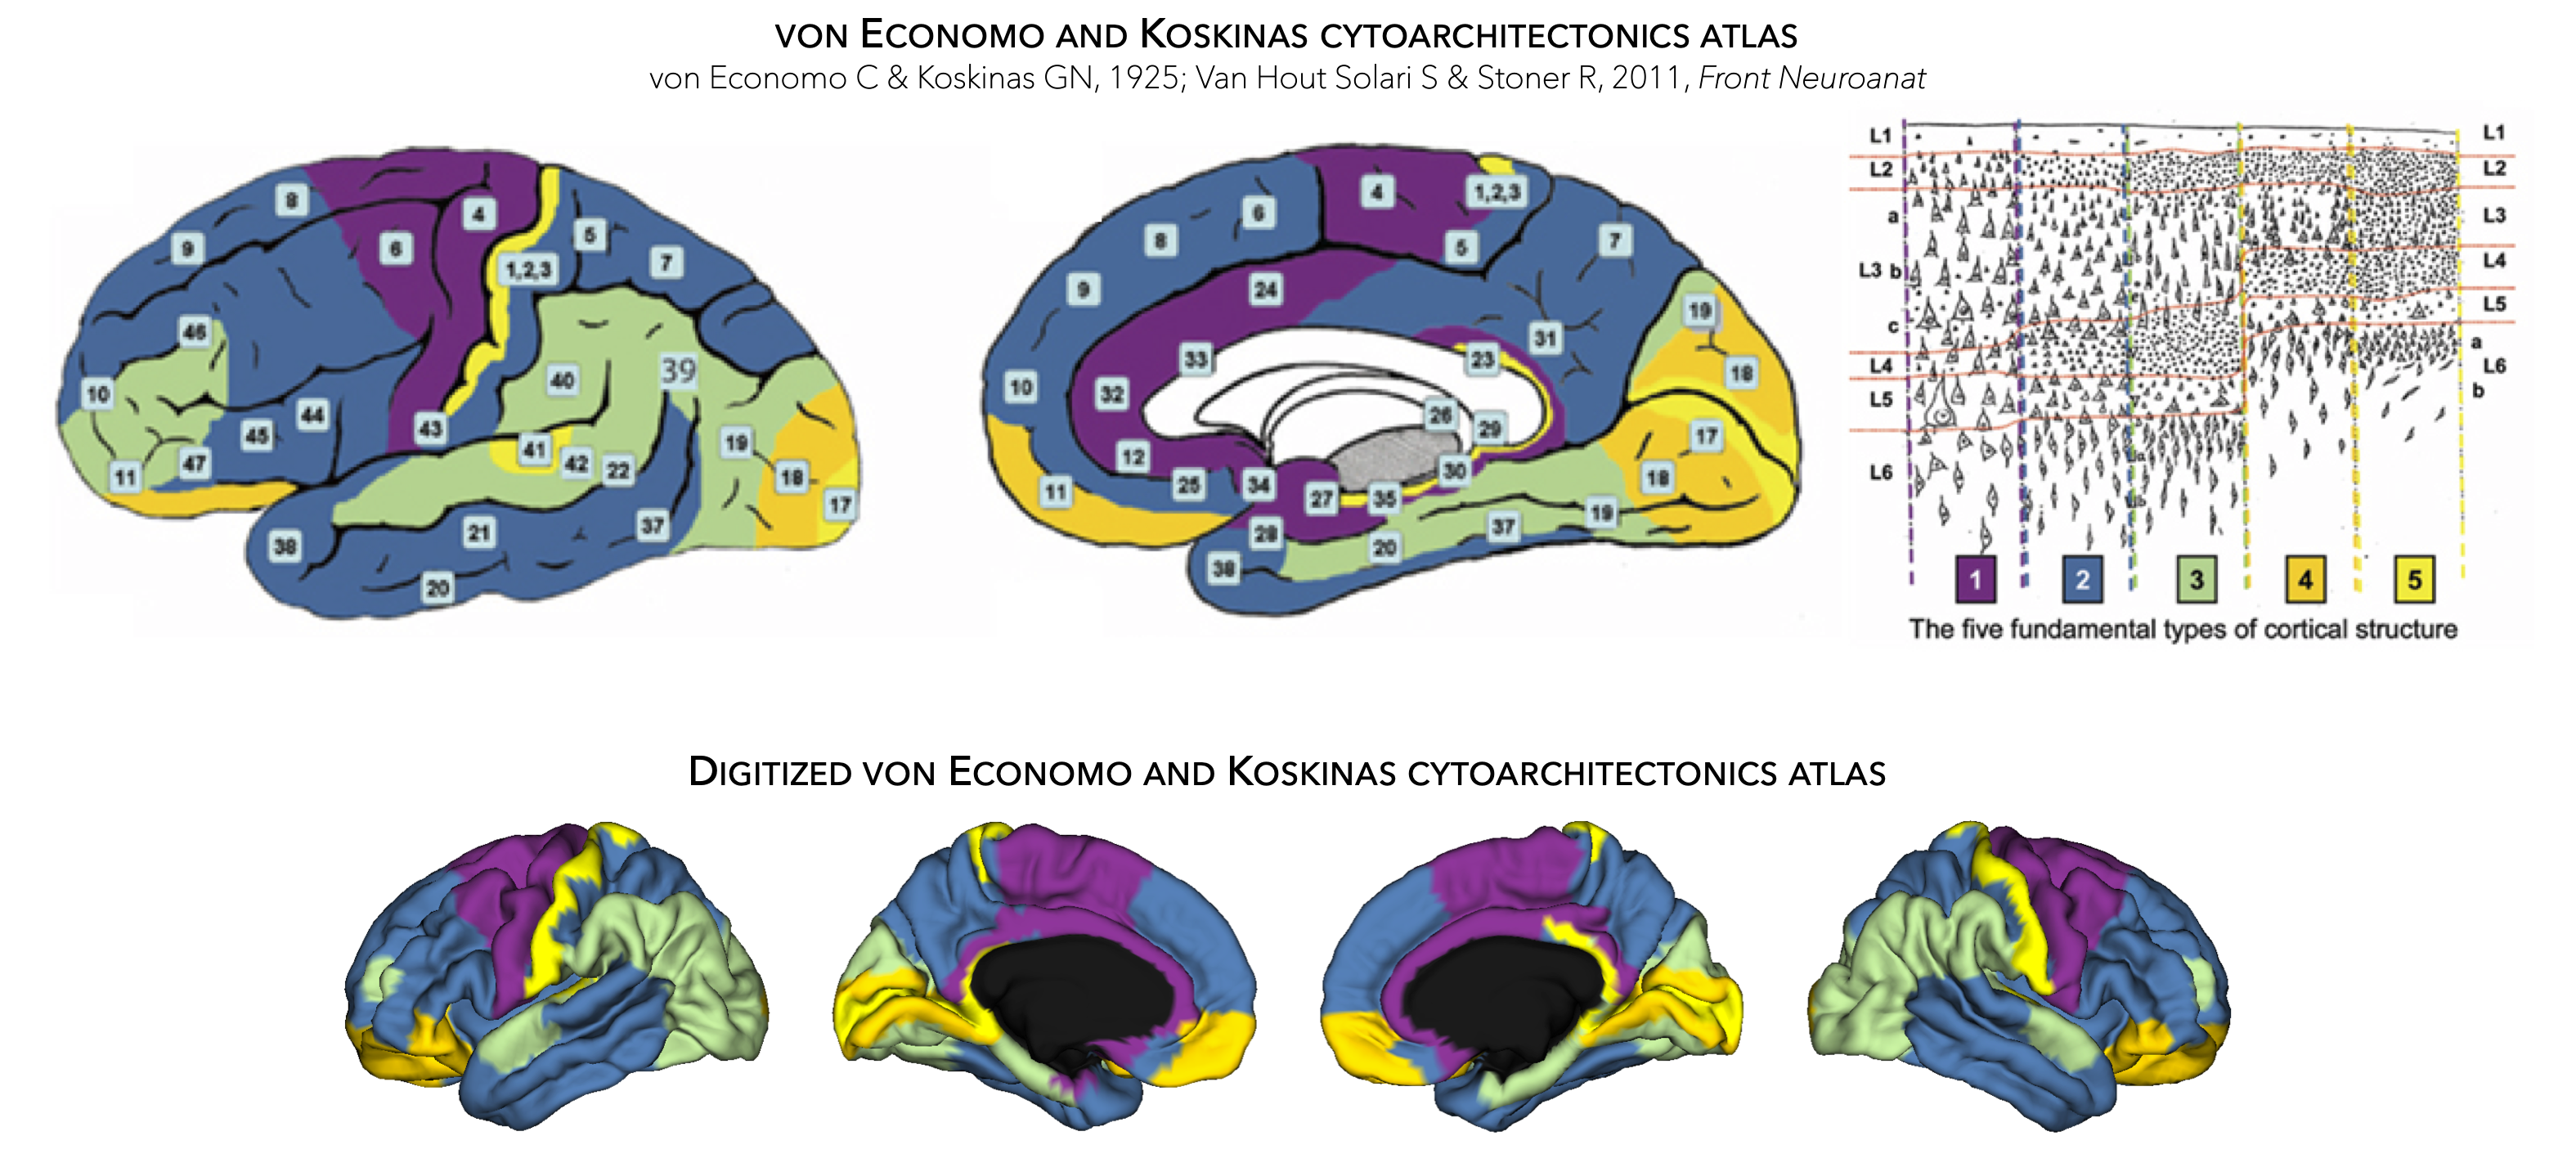 VON ECONOMO AND KOSKINAS CYTOARCHITECTONICS ATLAS
von Economo C & Koskinas GN, 1925; Van Hout Solari S & Stoner R, 2011, Front Neuroanat
8
4
9
6
5
7
1,2,3
46
10
40
39
44
43
45
41
42
22
19
11
47
18
17
38
21
37
20
4
1,2,3
6
8
5
7
9
24
19
31
33
23
18
10
32
26
29
17
12
30
18
11
25
34
27
35
19
28
37
20
38
L1
L2
a
L3 b
c
L4
L5
L6
L1
L2
L3
L4
L5
a
L6
b
1 2 3 4 5
The five fundamental types of cortical structure
DIGITIZED VON ECONOMO AND KOSKINAS CYTOARCHITECTONICS ATLAS